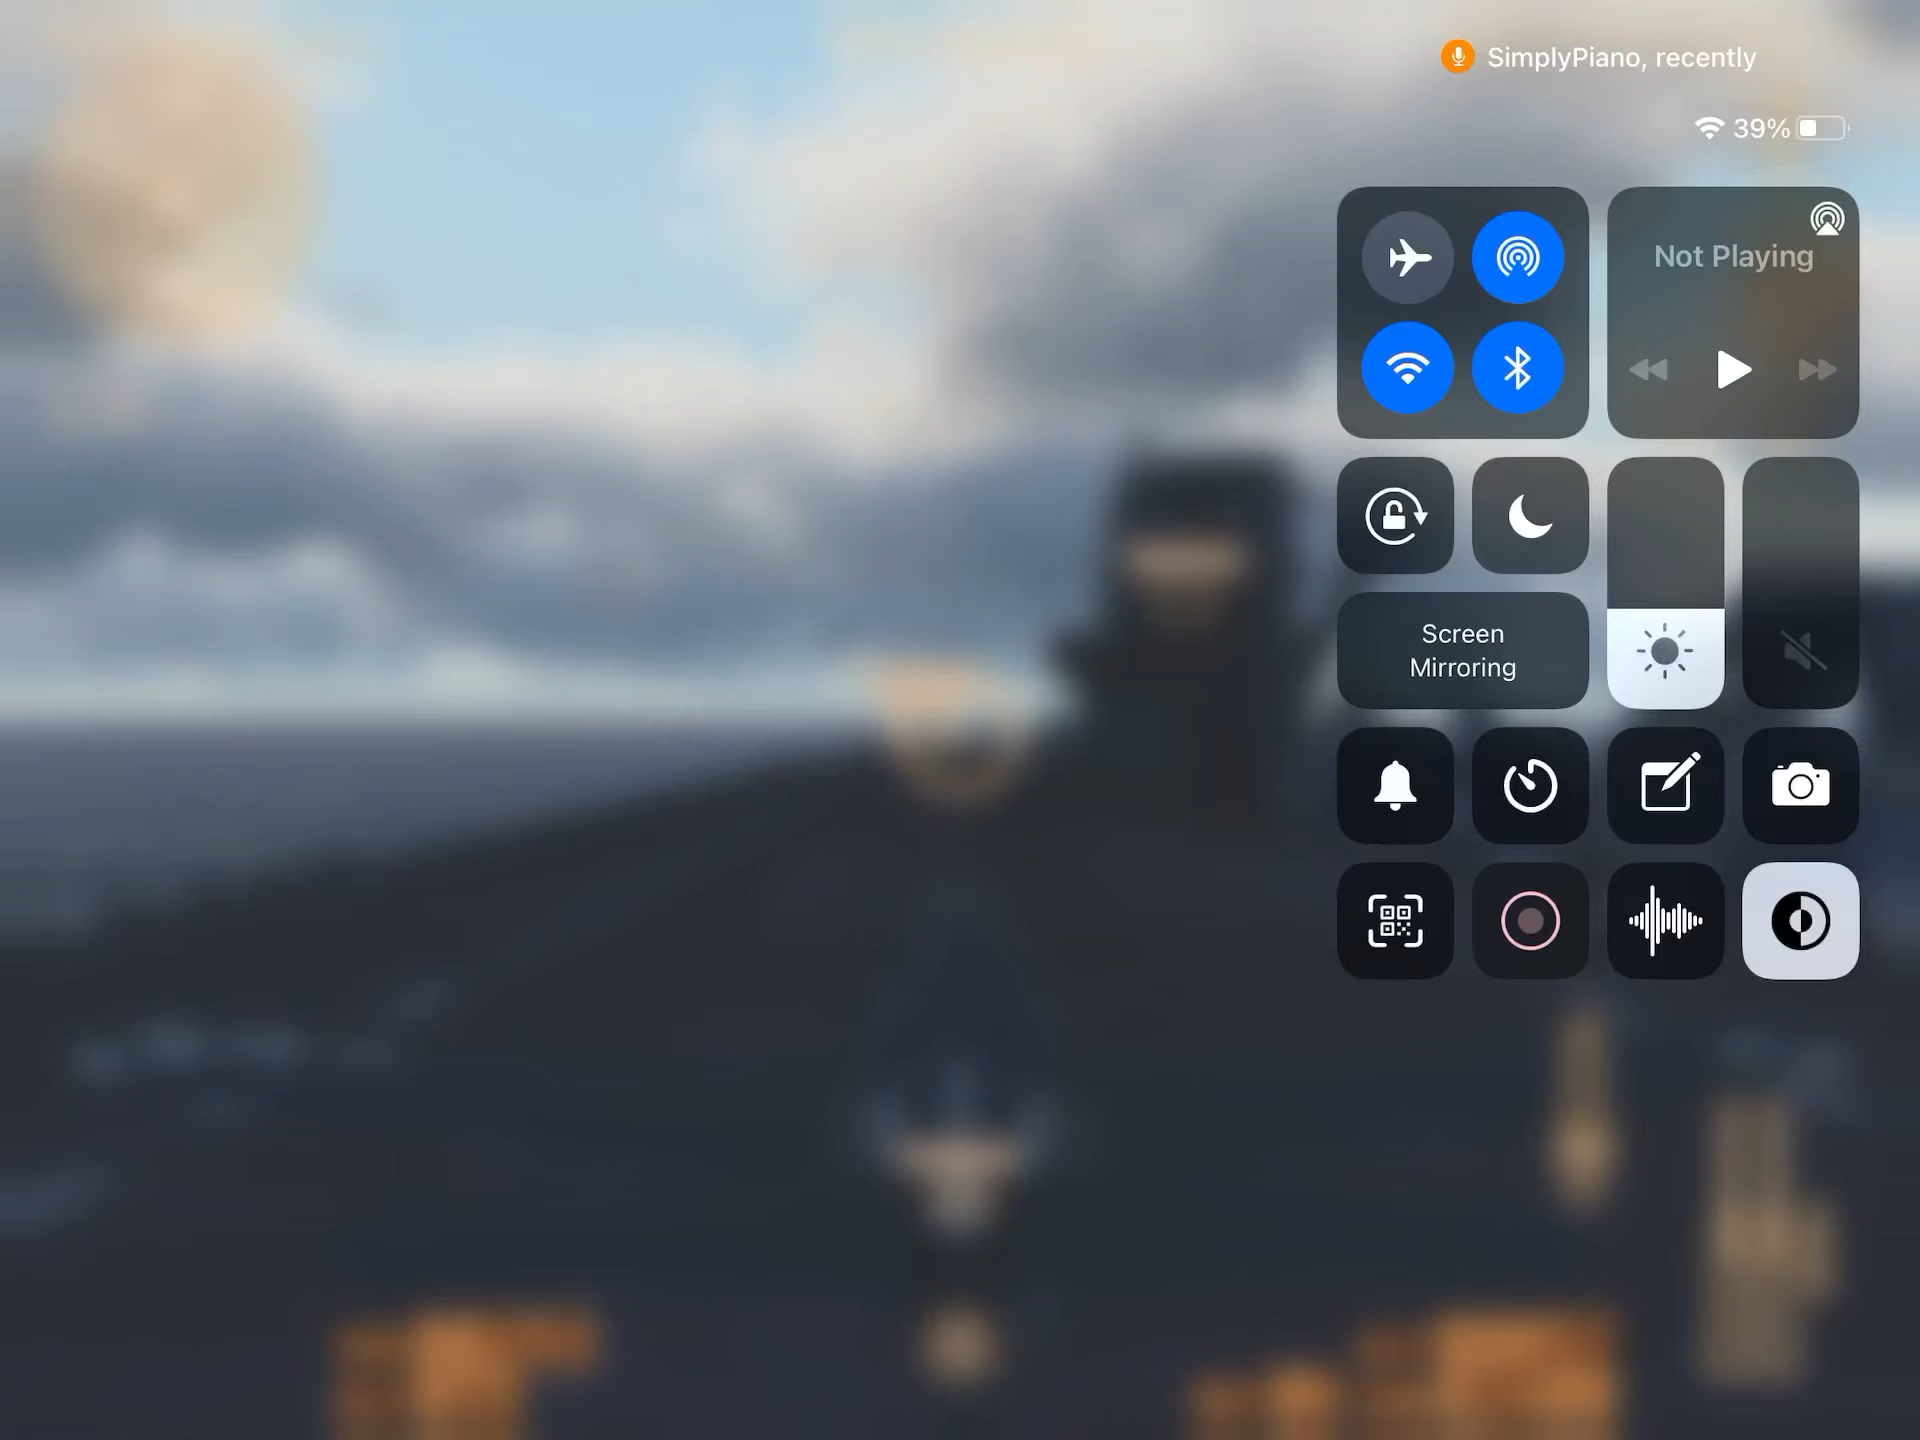 SimplyPiano, recently
39%
Not Playing
Screen
Mirroring